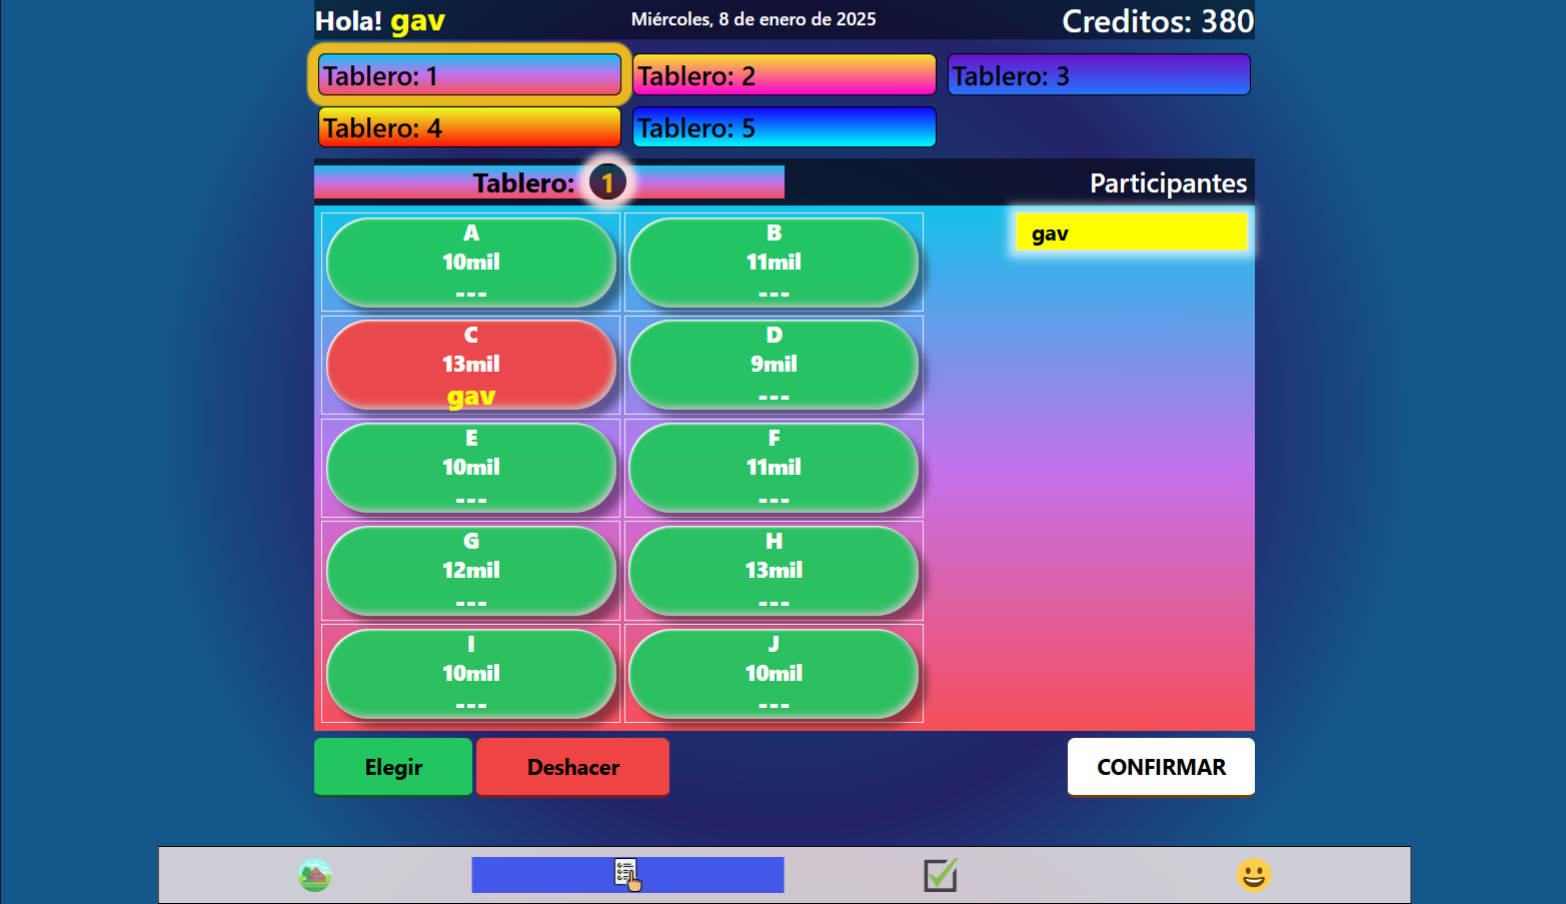 Hola! gav
Miércoles, 8 de enero de 2025
Creditos: 380
Tablero: 1
Tablero: 2
Tablero: 3
Tablero: 4
Tablero: 5
Tablero: 1
Participantes
gav
A
10mil
---
B
11mil
---
C
13mil
gav
D
9mil
---
E
10mil
---
F
11mil
---
G
12mil
---
H
13mil
---
I
10mil
---
J
10mil
---
Elegir
Deshacer
CONFIRMAR